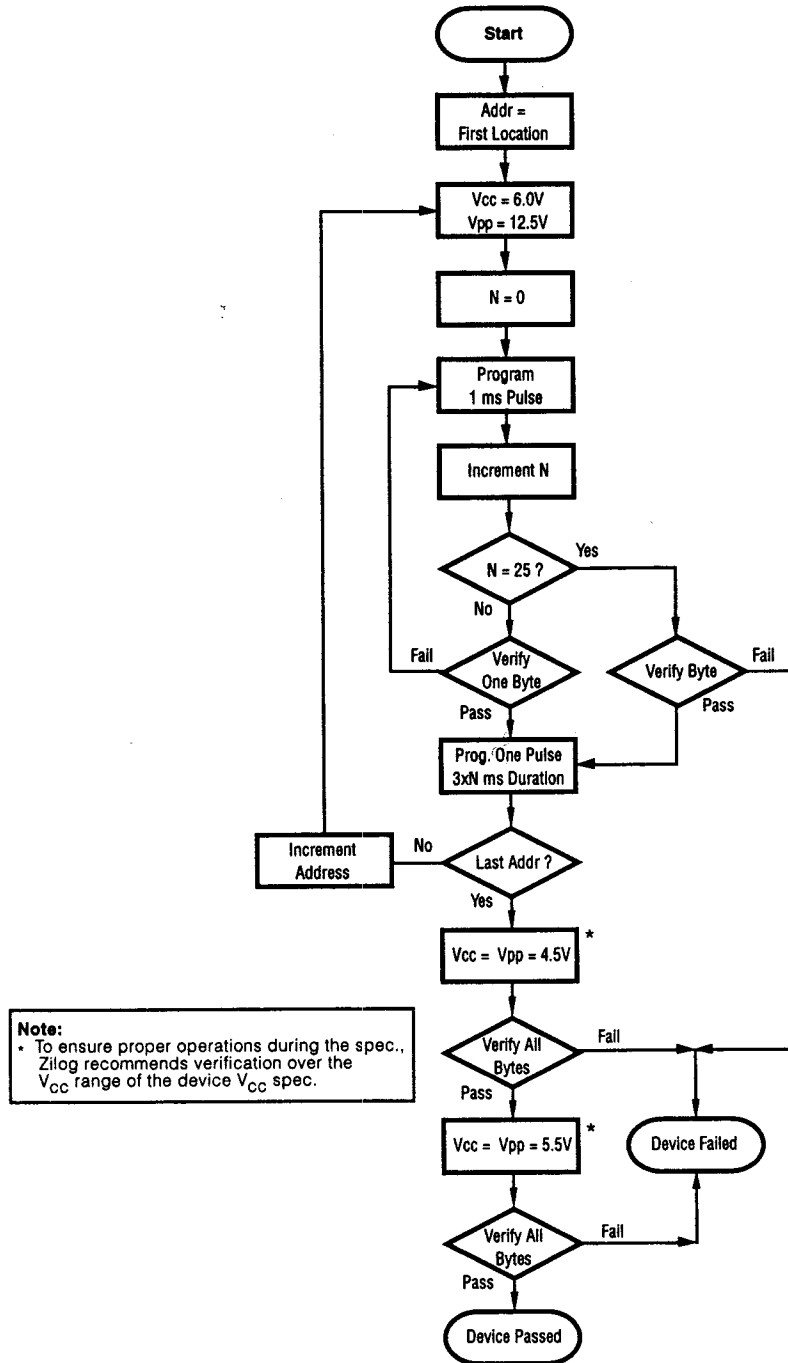 Start
Addr =
First Location
Vcc = 6.0V
Vpp = 12.5V
N = 0
Program
1 ms Pulse
Increment N
N = 25 ?
Yes
No
Fail
Verify
One Byte
Pass
Verify Byte
Fail
Pass
Prog. One Pulse
3xN ms Duration
Increment
Address
No
Last Addr ?
Yes
Vcc = Vpp = 4.5V
*
Note:
* To ensure proper operations during the spec.,
Zilog recommends verification over the
VCC range of the device VCC spec.
Verify All
Bytes
Fail
Pass
Vcc = Vpp = 5.5V
*
Device Failed
Verify All
Bytes
Fail
Pass
Device Passed